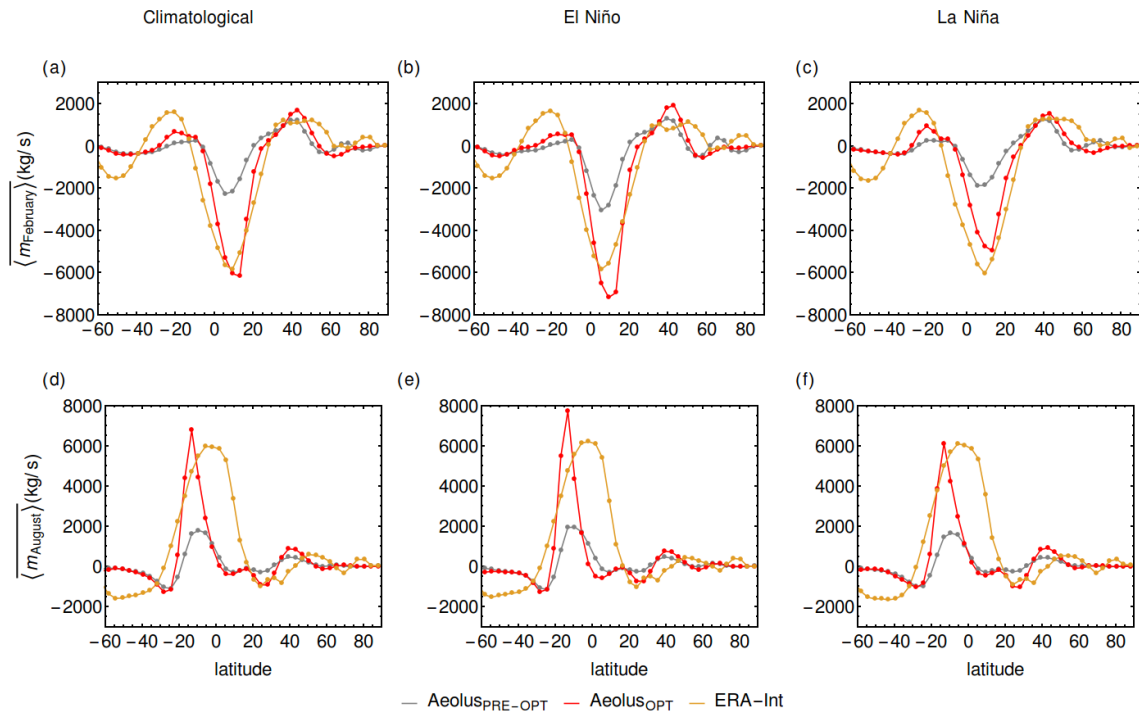 Climatological El Niño La Niña
(a) (b) (c)
⟨m_February⟩(kg/s)
2000 2000 2000
0 0 0
−2000 −2000 −2000
−4000 −4000 −4000
−6000 −6000 −6000
−8000 −8000 −8000
−60 −40 −20 0 20 40 60 80 −60 −40 −20 0 20 40 60 80 −60 −40 −20 0 20 40 60 80
(d) (e) (f)
⟨m_August⟩(kg/s)
8000 8000 8000
6000 6000 6000
4000 4000 4000
2000 2000 2000
0 0 0
−2000 −2000 −2000
−60 −40 −20 0 20 40 60 80 −60 −40 −20 0 20 40 60 80 −60 −40 −20 0 20 40 60 80
latitude latitude latitude
Aeolus_PRE−OPT Aeolus_OPT ERA−Int